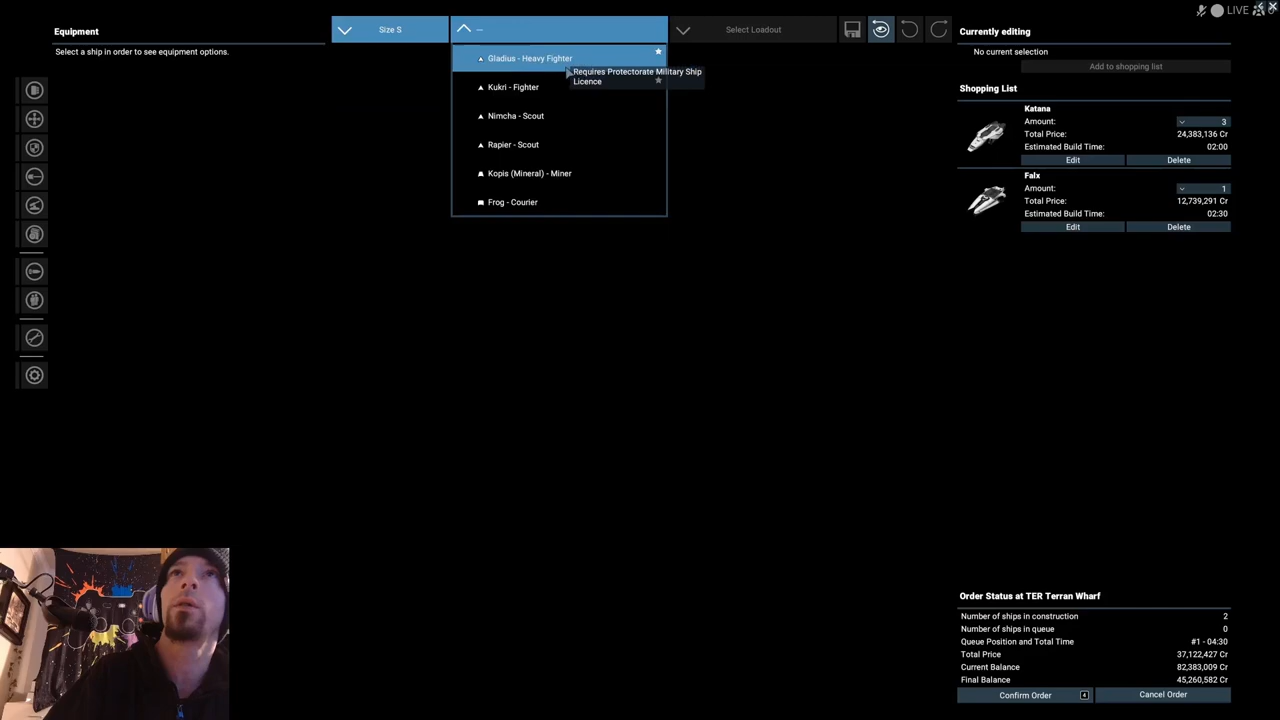 LIVE
Equipment
Select a ship in order to see equipment options.
Size S
--
Select Loadout
Gladius - Heavy Fighter
Requires Protectorate Military Ship
Licence
Kukri - Fighter
Nimcha - Scout
Rapier - Scout
Kopis (Mineral) - Miner
Frog - Courier
Currently editing
No current selection
Add to shopping list
Shopping List
Katana
Amount: 3
Total Price: 24,383,136 Cr
Estimated Build Time: 02:00
Edit Delete
Falx
Amount: 1
Total Price: 12,739,291 Cr
Estimated Build Time: 02:30
Edit Delete
Order Status at TER Terran Wharf
Number of ships in construction 2
Number of ships in queue 0
Queue Position and Total Time #1 - 04:30
Total Price 37,122,427 Cr
Current Balance 82,383,009 Cr
Final Balance 45,260,582 Cr
Confirm Order 4 Cancel Order